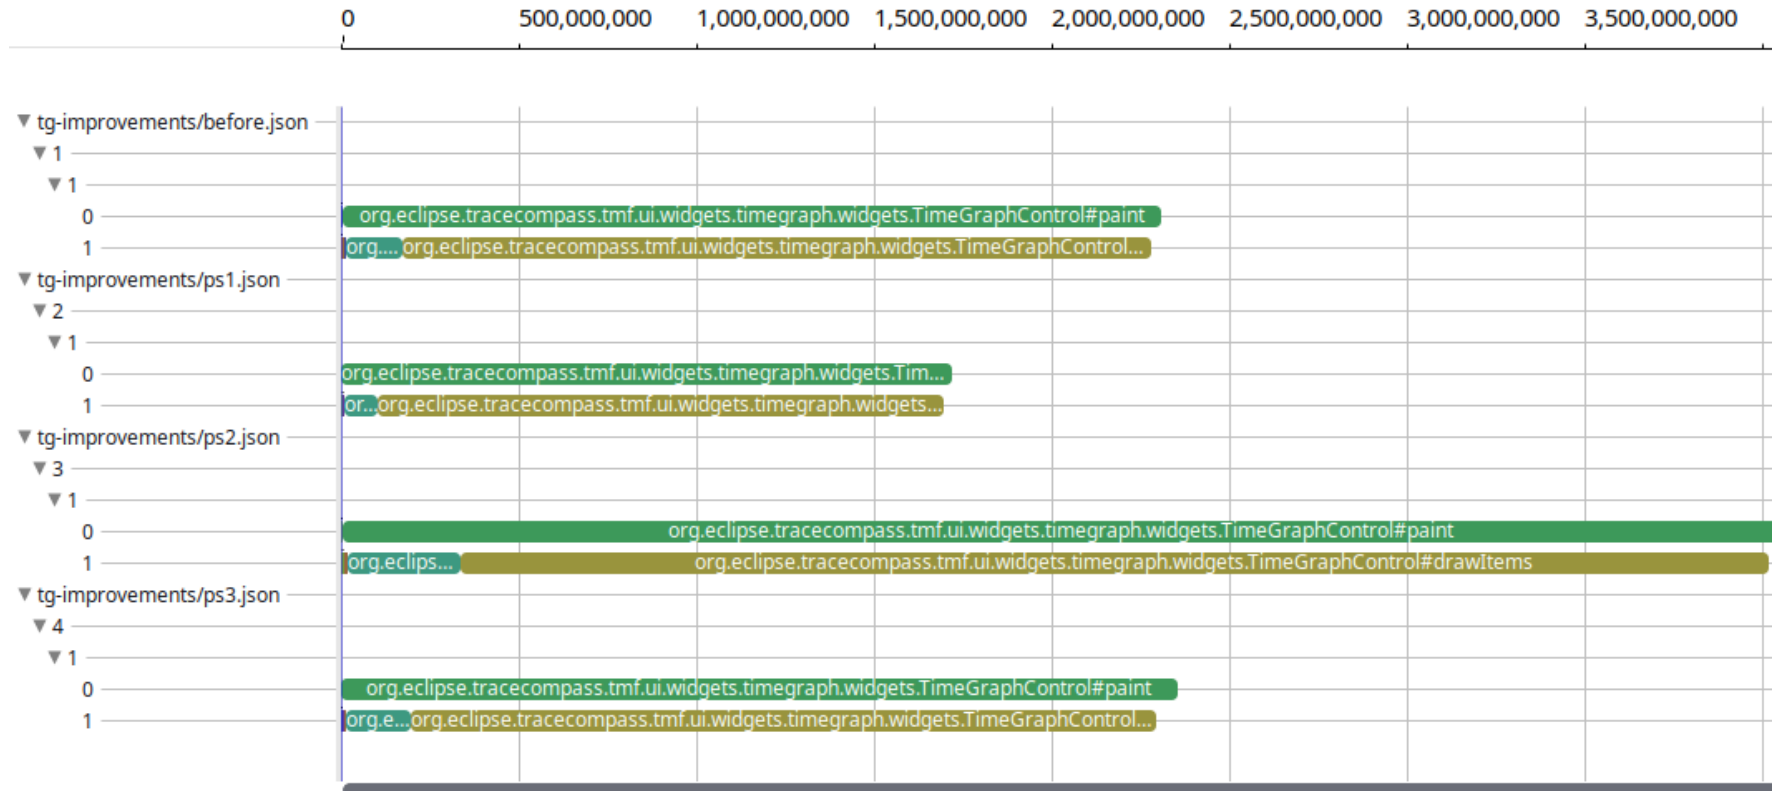 0 500,000,000 1,000,000,000 1,500,000,000 2,000,000,000 2,500,000,000 3,000,000,000 3,500,000,000
tg-improvements/before.json
1
1
0 org.eclipse.tracecompass.tmf.ui.widgets.timegraph.widgets.TimeGraphControl#paint
1 org.... org.eclipse.tracecompass.tmf.ui.widgets.timegraph.widgets.TimeGraphControl...
tg-improvements/ps1.json
2
1
0 org.eclipse.tracecompass.tmf.ui.widgets.timegraph.widgets.Tim...
1 or... org.eclipse.tracecompass.tmf.ui.widgets.timegraph.widgets...
tg-improvements/ps2.json
3
1
0 org.eclipse.tracecompass.tmf.ui.widgets.timegraph.widgets.TimeGraphControl#paint
1 org.eclips... org.eclipse.tracecompass.tmf.ui.widgets.timegraph.widgets.TimeGraphControl#drawItems
tg-improvements/ps3.json
4
1
0 org.eclipse.tracecompass.tmf.ui.widgets.timegraph.widgets.TimeGraphControl#paint
1 org.e... org.eclipse.tracecompass.tmf.ui.widgets.timegraph.widgets.TimeGraphControl...